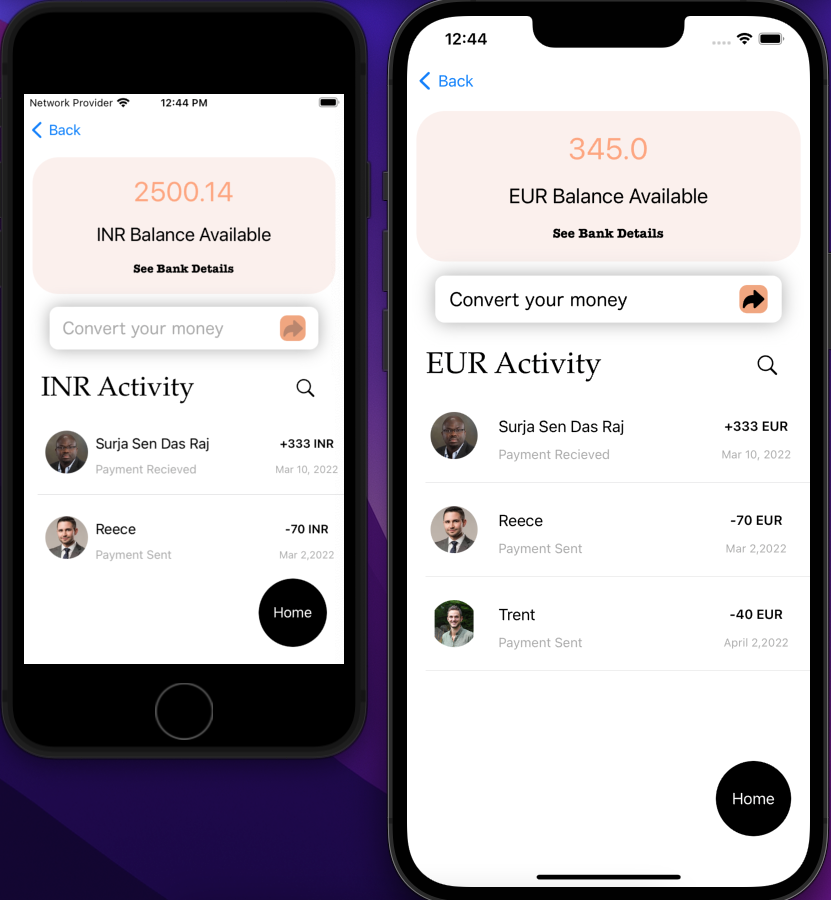 Network Provider 12:44 PM
Back
2500.14
INR Balance Available
See Bank Details
Convert your money
INR Activity
Surja Sen Das Raj +333 INR
Payment Recieved Mar 10, 2022
Reece -70 INR
Payment Sent Mar 2,2022
Home
12:44
Back
345.0
EUR Balance Available
See Bank Details
Convert your money
EUR Activity
Surja Sen Das Raj +333 EUR
Payment Recieved Mar 10, 2022
Reece -70 EUR
Payment Sent Mar 2,2022
Trent -40 EUR
Payment Sent April 2,2022
Home